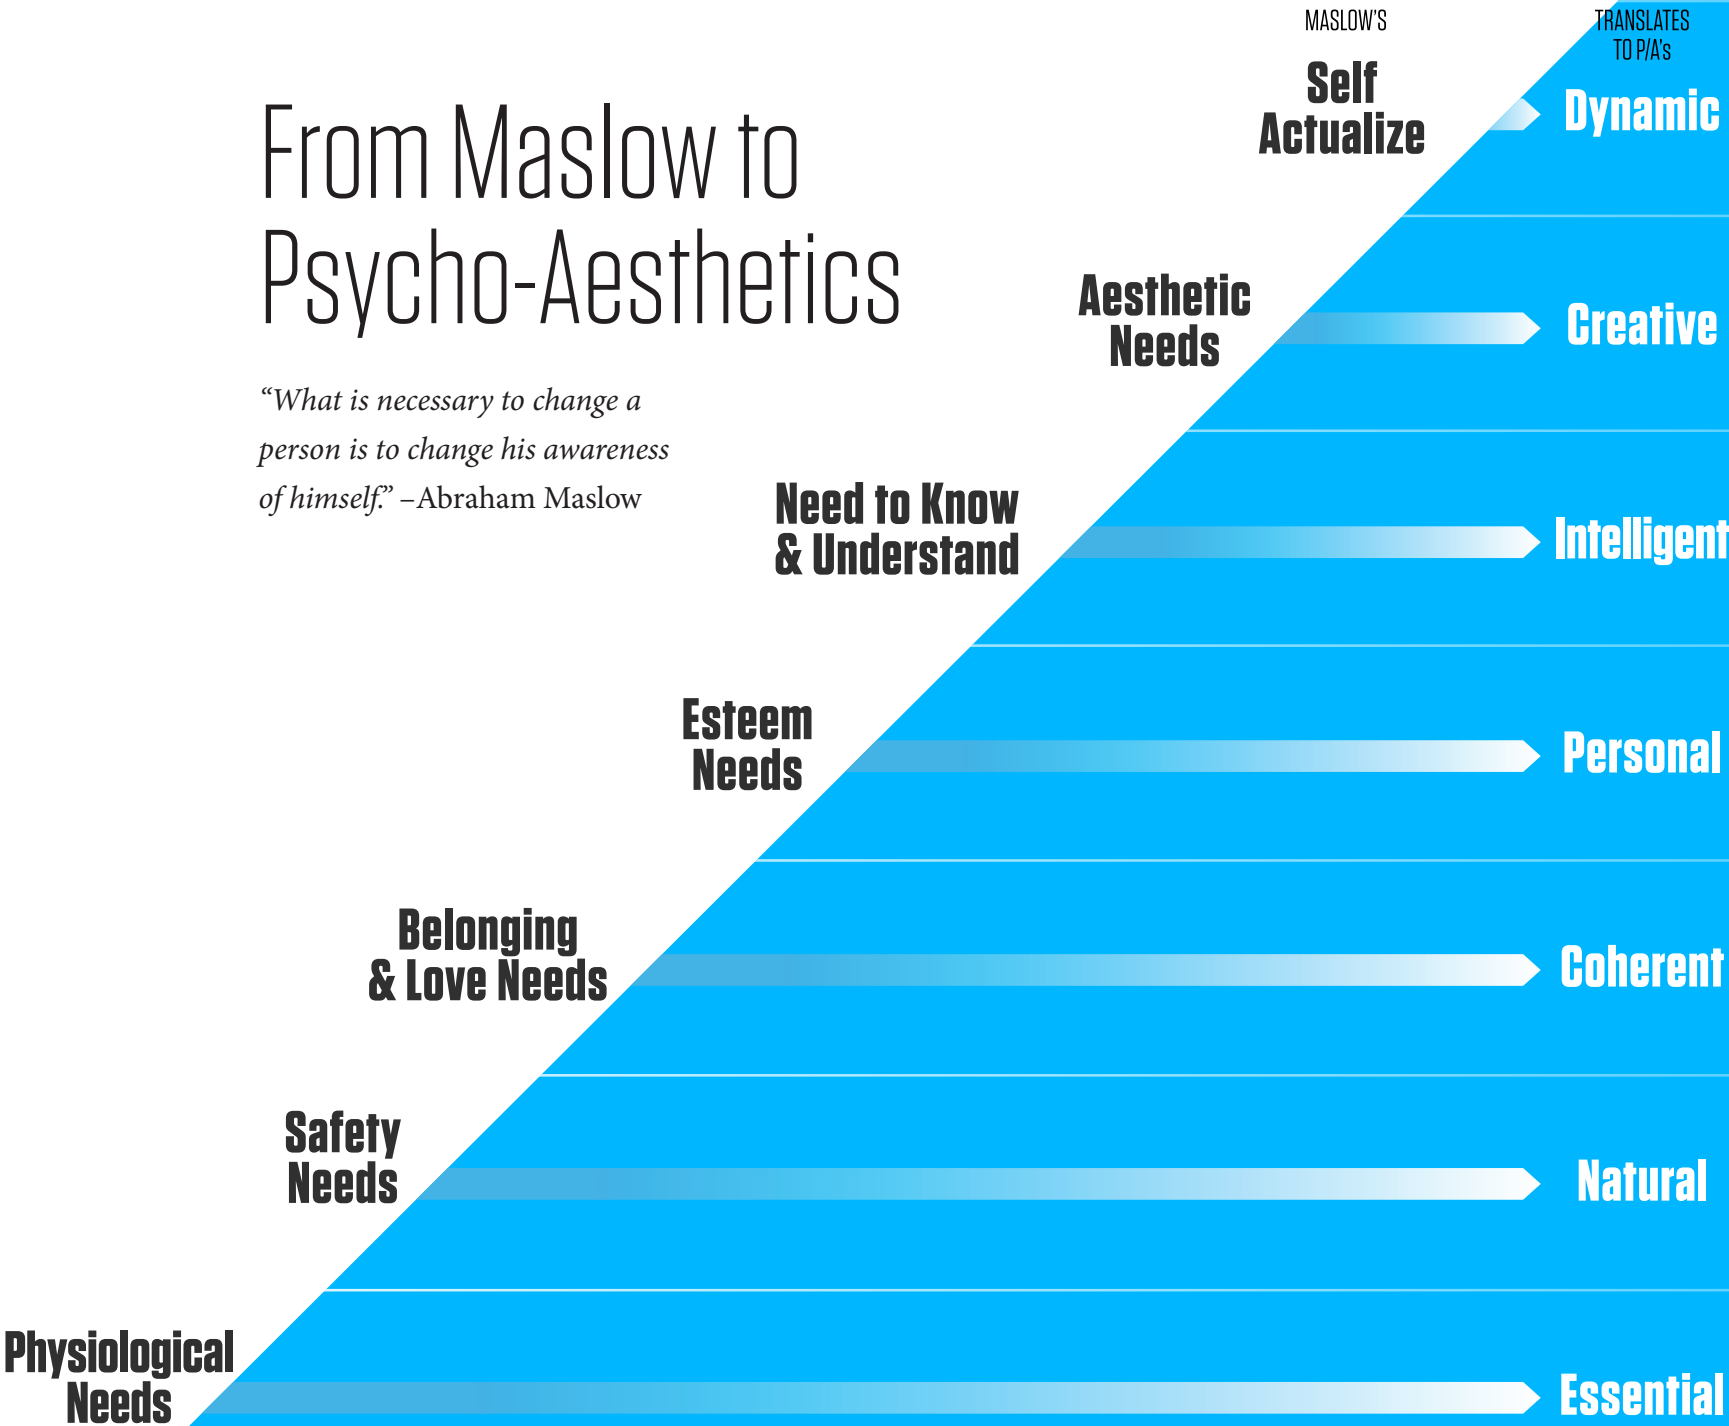 MASLOW'S
TRANSLATES
TO P/A's
Self
Actualize
Dynamic
From Maslow to
Psycho-Aesthetics
“What is necessary to change a
person is to change his awareness
of himself.” –Abraham Maslow
Aesthetic
Needs
Creative
Need to Know
& Understand
Intelligent
Esteem
Needs
Personal
Belonging
& Love Needs
Coherent
Safety
Needs
Natural
Physiological
Needs
Essential